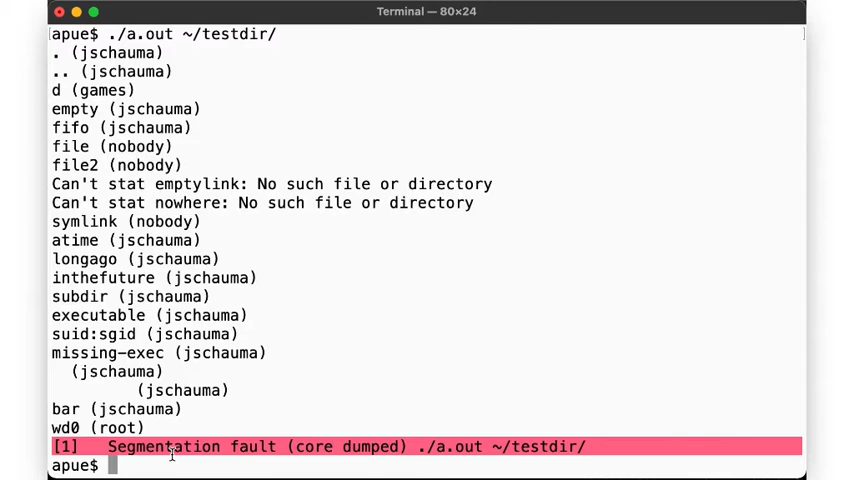 Terminal — 80×24
apue$ ./a.out ~/testdir/
. (jschauma)
.. (jschauma)
d (games)
empty (jschauma)
fifo (jschauma)
file (nobody)
file2 (nobody)
Can't stat emptylink: No such file or directory
Can't stat nowhere: No such file or directory
symlink (nobody)
atime (jschauma)
longago (jschauma)
inthefuture (jschauma)
subdir (jschauma)
executable (jschauma)
suid:sgid (jschauma)
missing-exec (jschauma)
  (jschauma)
         (jschauma)
bar (jschauma)
wd0 (root)
[1]   Segmentation fault (core dumped) ./a.out ~/testdir/
apue$